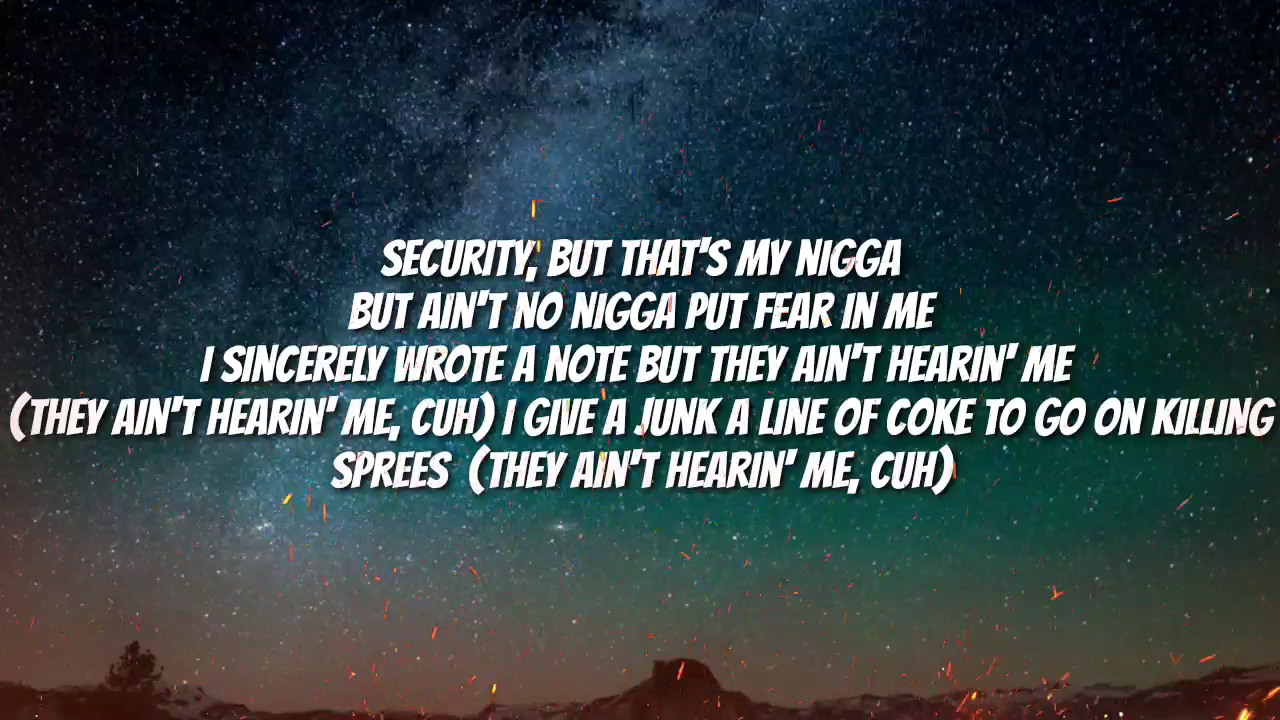 SECURITY, BUT THAT'S MY NIGGA
BUT AIN'T NO NIGGA PUT FEAR IN ME
I SINCERELY WROTE A NOTE BUT THEY AIN'T HEARIN' ME
(THEY AIN'T HEARIN' ME, CUH) I GIVE A JUNK A LINE OF COKE TO GO ON KILLING
SPREES (THEY AIN'T HEARIN' ME, CUH)